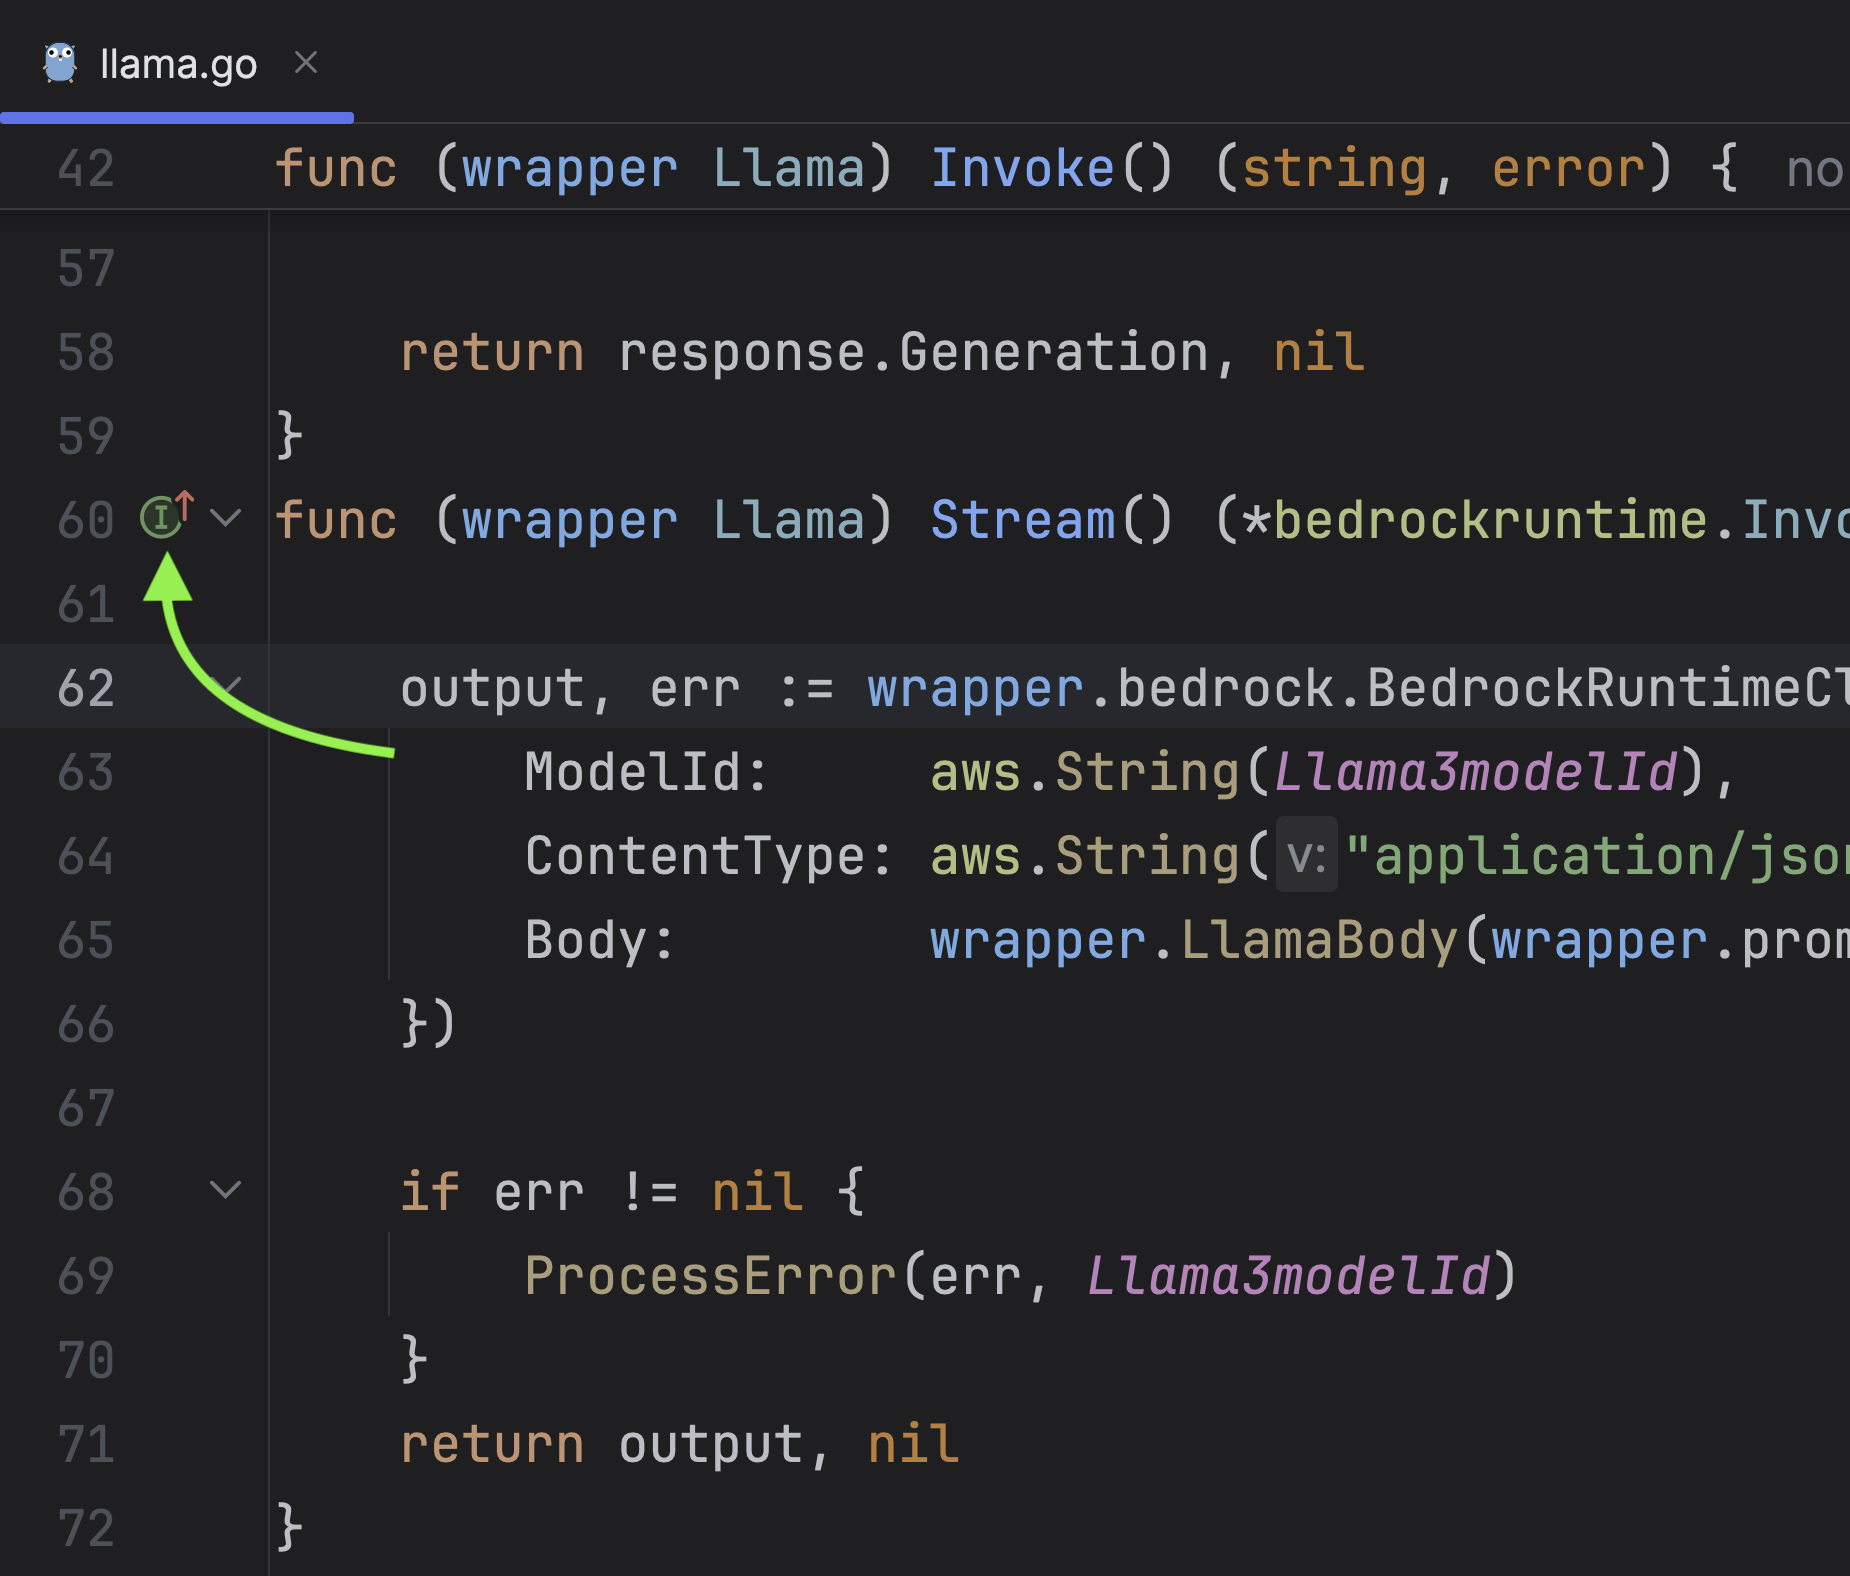 llama.go
42 func (wrapper Llama) Invoke() (string, error) { no
57
58 return response.Generation, nil
59 }
60 func (wrapper Llama) Stream() (*bedrockruntime.Invo
61
62 output, err := wrapper.bedrock.BedrockRuntimeCl
63 ModelId: aws.String(Llama3modelId),
64 ContentType: aws.String( v: "application/json
65 Body: wrapper.LlamaBody(wrapper.prom
66 })
67
68 if err != nil {
69 ProcessError(err, Llama3modelId)
70 }
71 return output, nil
72 }